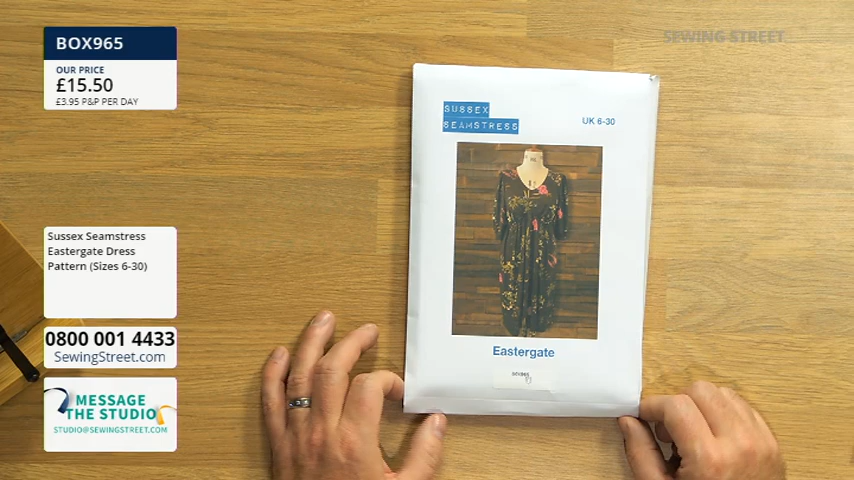 BOX965
OUR PRICE
£15.50
£3.95 P&P PER DAY
SEWING STREET
SUSSEX
SEAMSTRESS
UK 6-30
Eastergate
BOX965
Sussex Seamstress
Eastergate Dress
Pattern (Sizes 6-30)
0800 001 4433
SewingStreet.com
MESSAGE
THE STUDIO
STUDIO@SEWINGSTREET.COM